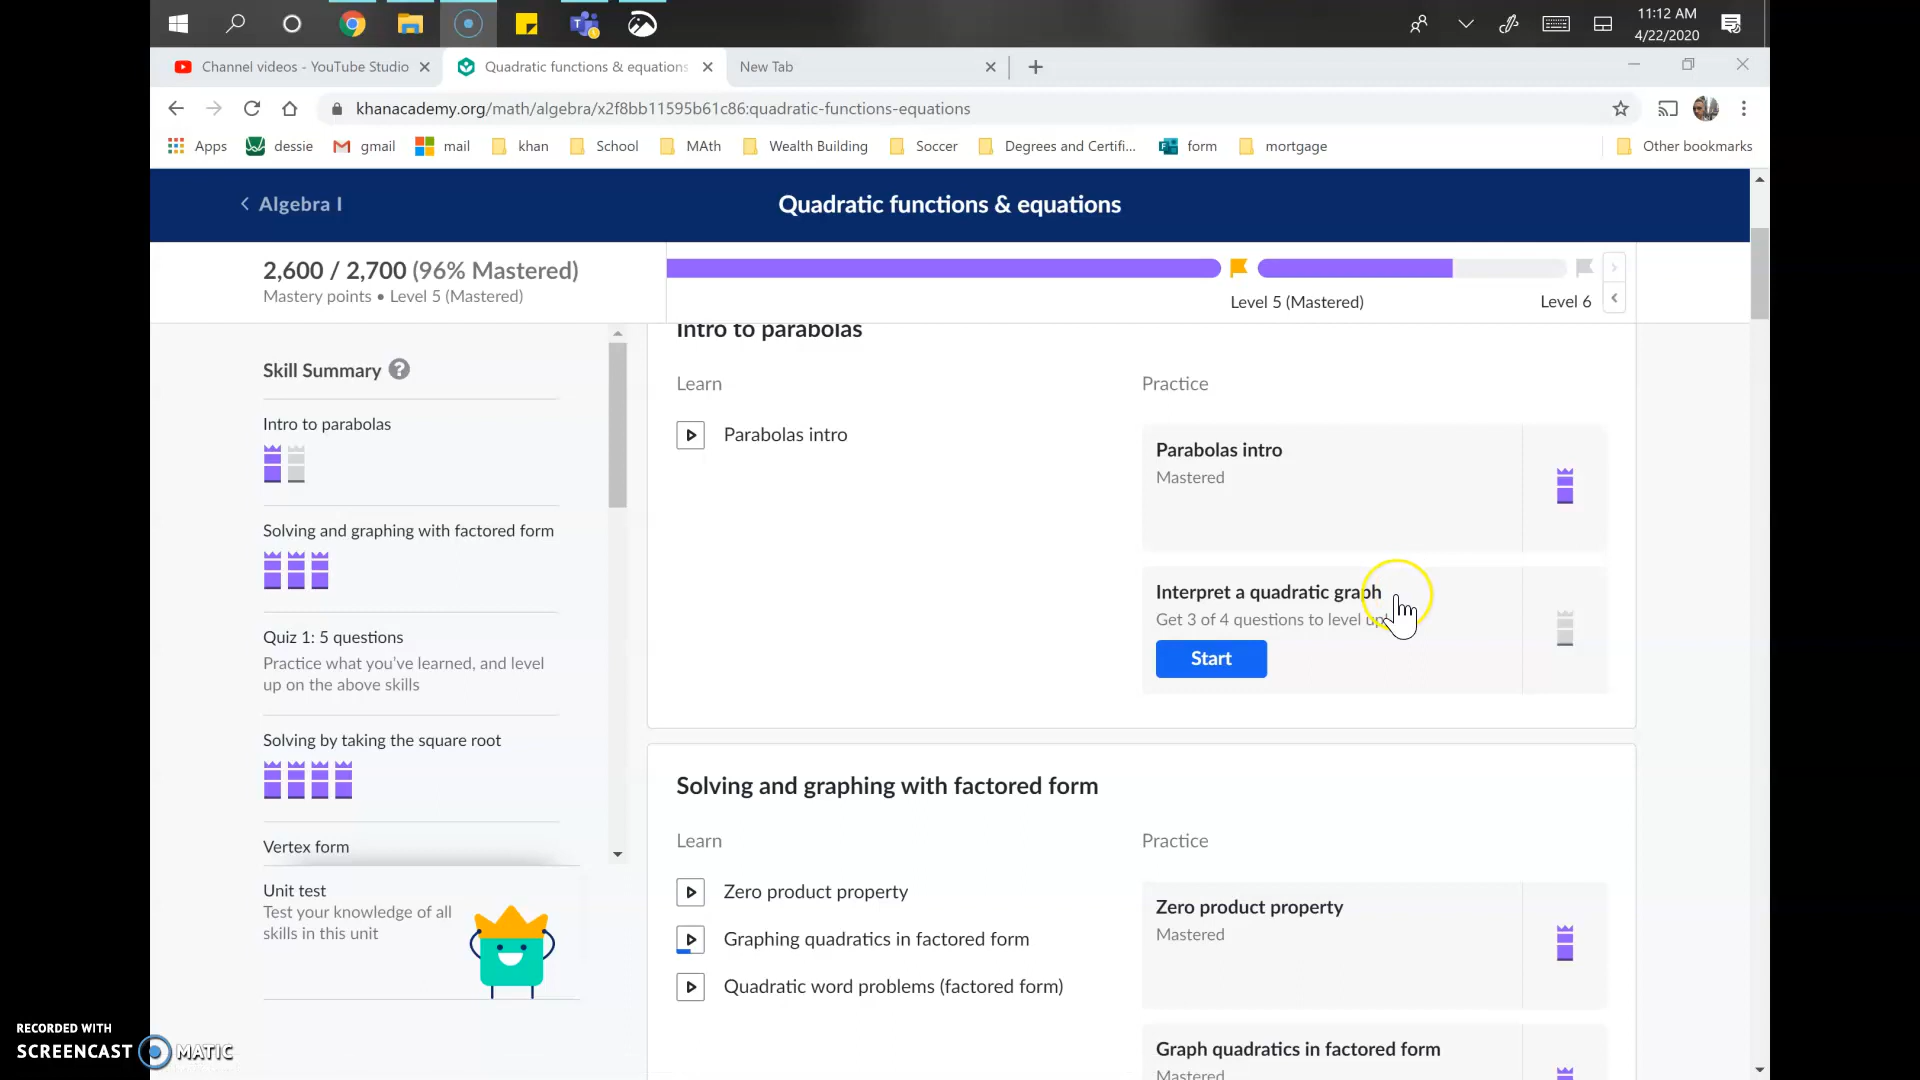 11:12 AM
4/22/2020
Channel videos - YouTube Studio
Quadratic functions & equations
New Tab
khanacademy.org/math/algebra/x2f8bb11595b61c86:quadratic-functions-equations
Apps
dessie
gmail
mail
khan
School
MAth
Wealth Building
Soccer
Degrees and Certifi...
form
mortgage
Other bookmarks
Algebra I
Quadratic functions & equations
2,600 / 2,700 (96% Mastered)
Mastery points • Level 5 (Mastered)
Level 5 (Mastered)
Level 6
Skill Summary ?
Intro to parabolas
Solving and graphing with factored form
Quiz 1: 5 questions
Practice what you've learned, and level
up on the above skills
Solving by taking the square root
Vertex form
Unit test
Test your knowledge of all
skills in this unit
Intro to parabolas
Learn
Parabolas intro
Practice
Parabolas intro
Mastered
Interpret a quadratic graph
Get 3 of 4 questions to level up
Start
Solving and graphing with factored form
Learn
Zero product property
Graphing quadratics in factored form
Quadratic word problems (factored form)
Practice
Zero product property
Mastered
Graph quadratics in factored form
Mastered
RECORDED WITH
SCREENCAST MATIC